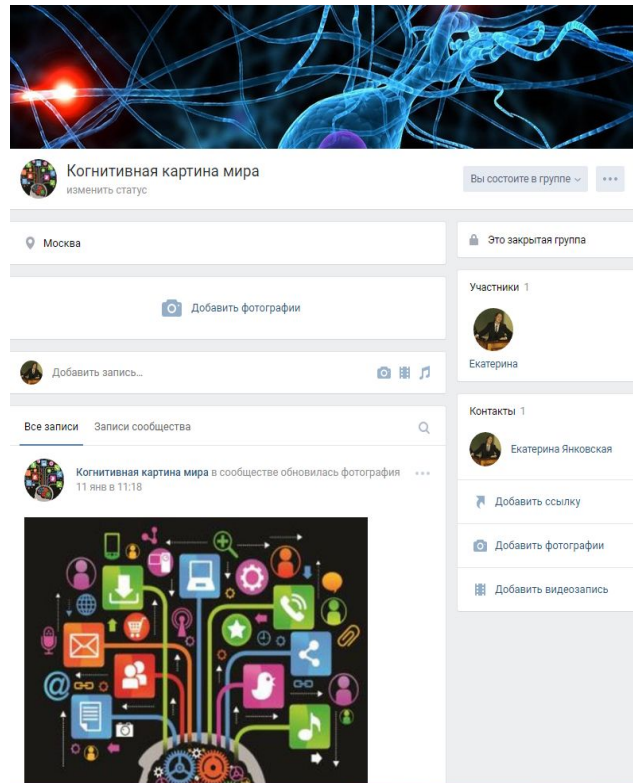 Когнитивная картина мира
изменить статус
Вы состоите в группе
Москва
Это закрытая группа
Добавить фотографии
Участники 1
Екатерина
Добавить запись...
Контакты 1
Екатерина Янковская
Все записи Записи сообщества
Когнитивная картина мира в сообществе обновилась фотография
11 янв в 11:18
Добавить ссылку
Добавить фотографии
Добавить видеозапись
@